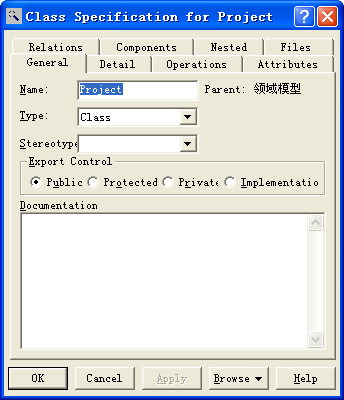 Class Specification for Project
Relations Components Nested Files
General Detail Operations Attributes
Name: Project Parent: 领域模型
Type: Class
Stereotype
Export Control
Public Protected Private Implementatio
Documentation
OK Cancel Apply Browse Help